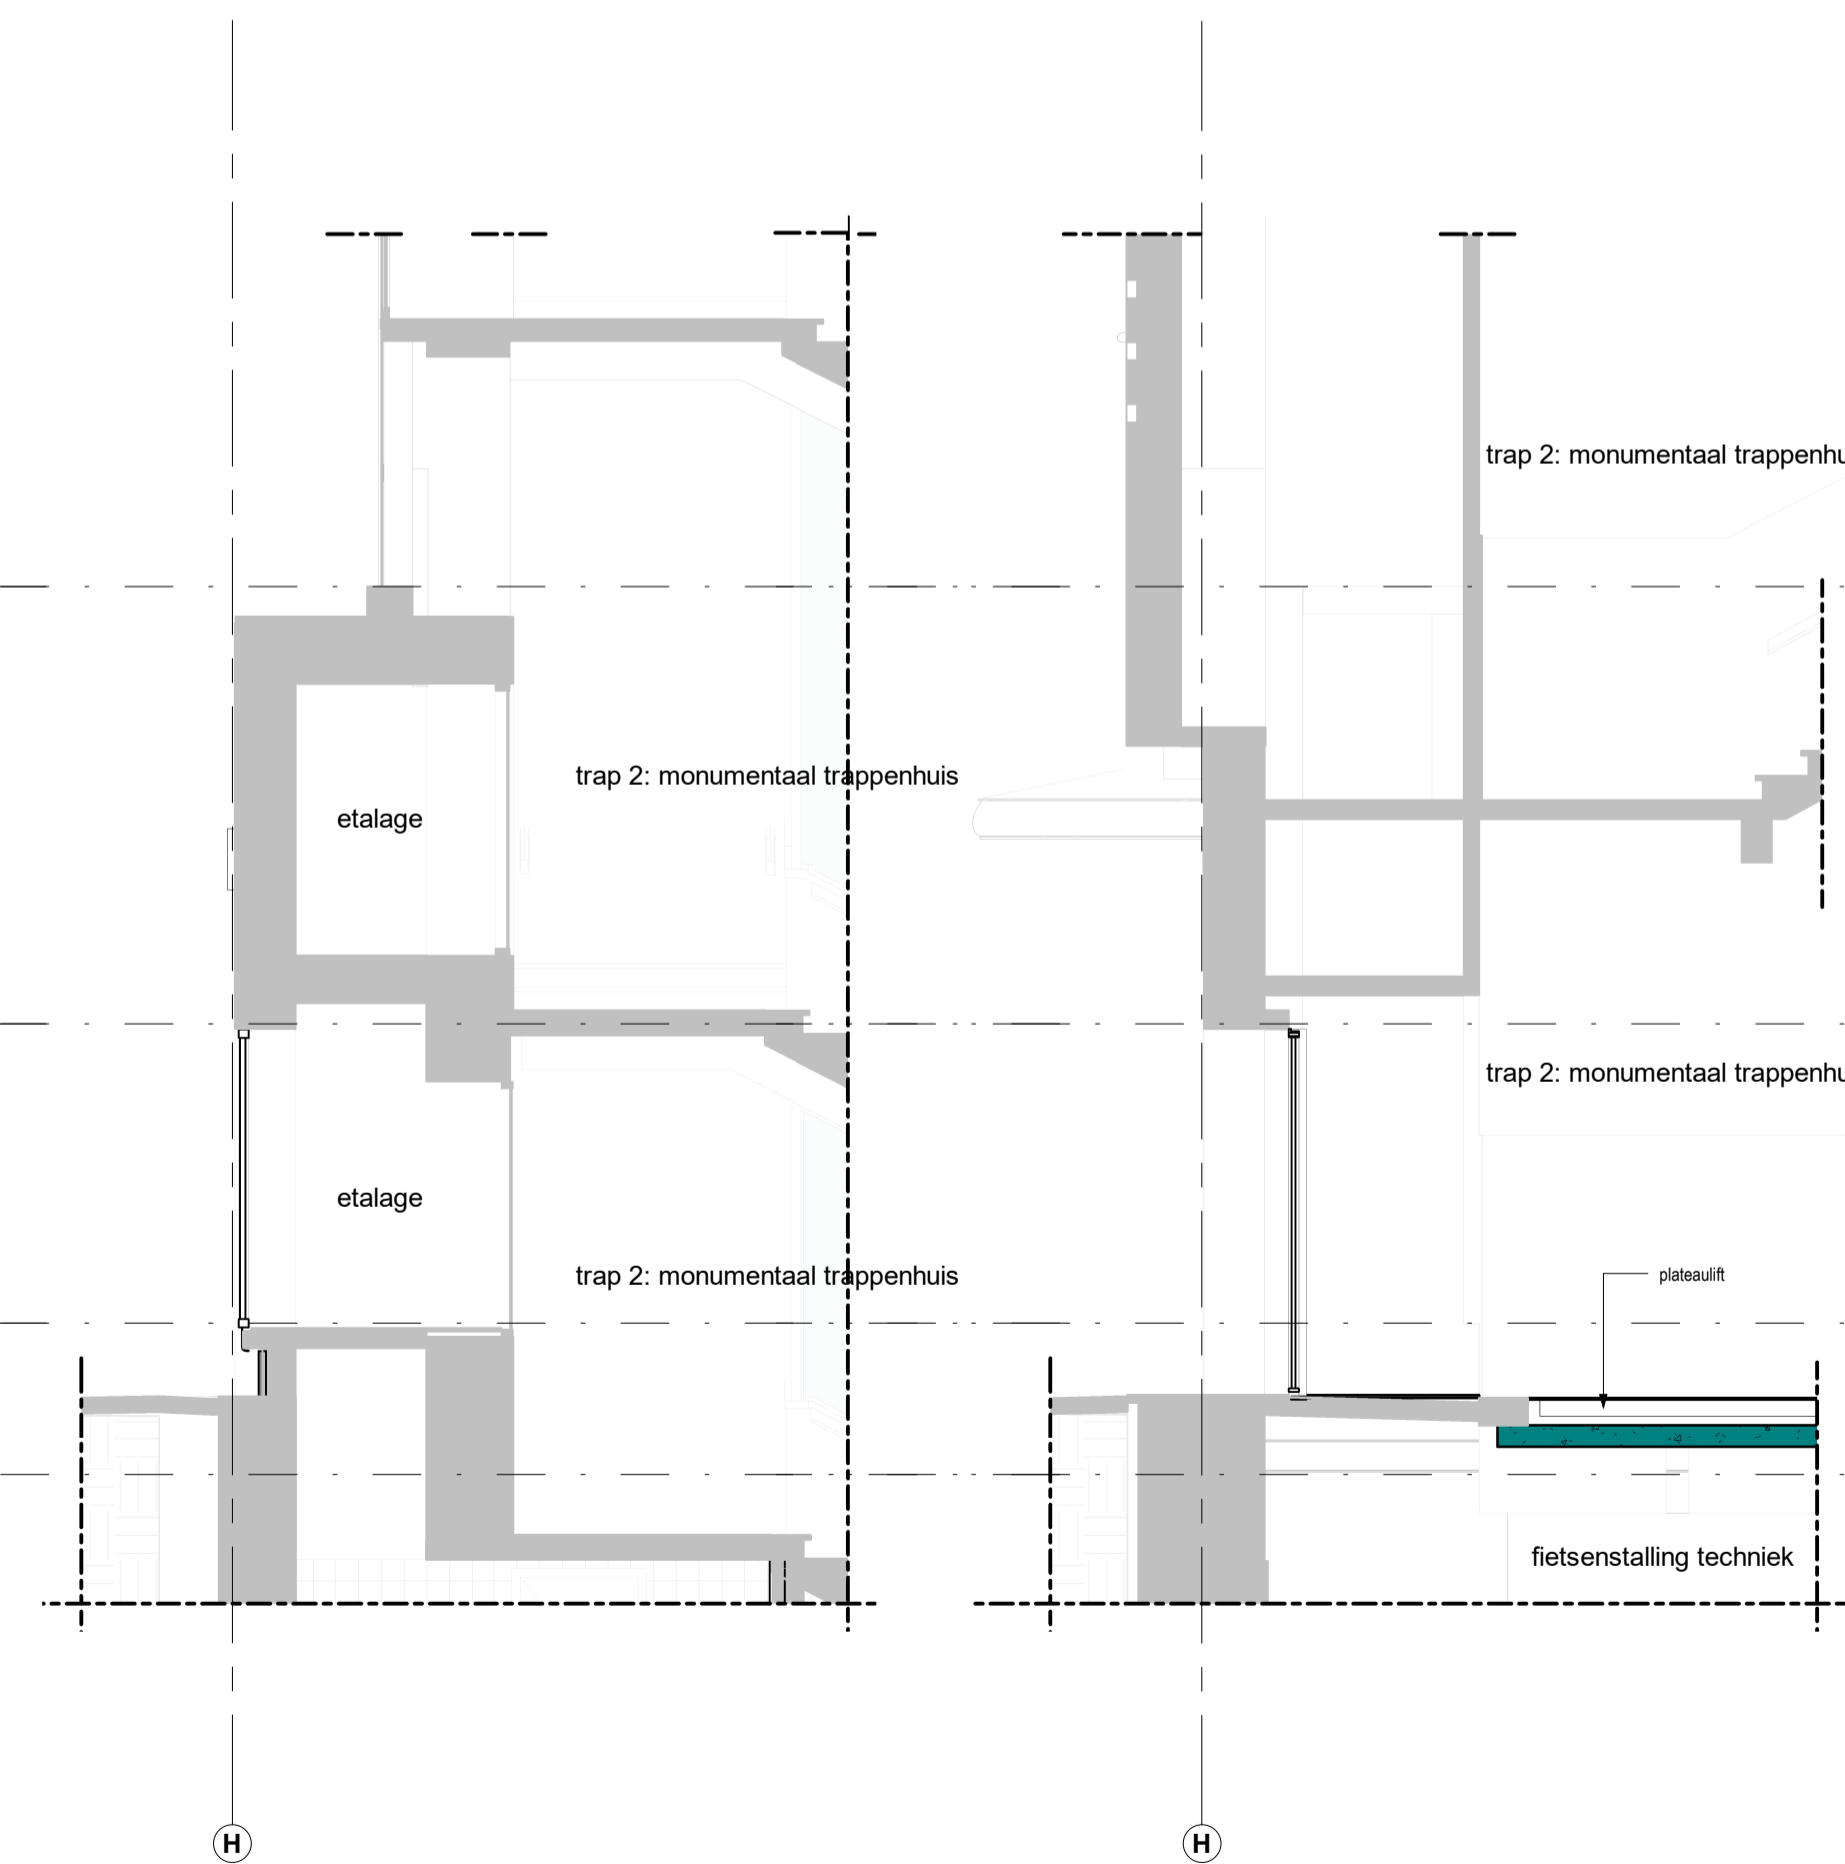 trap 2: monumentaal trappenhu
trap 2: monumentaal trappenhuis
etalage
trap 2: monumentaal trappenhu
etalage
trap 2: monumentaal trappenhuis
plateaulift
fietsenstalling techniek
H
H